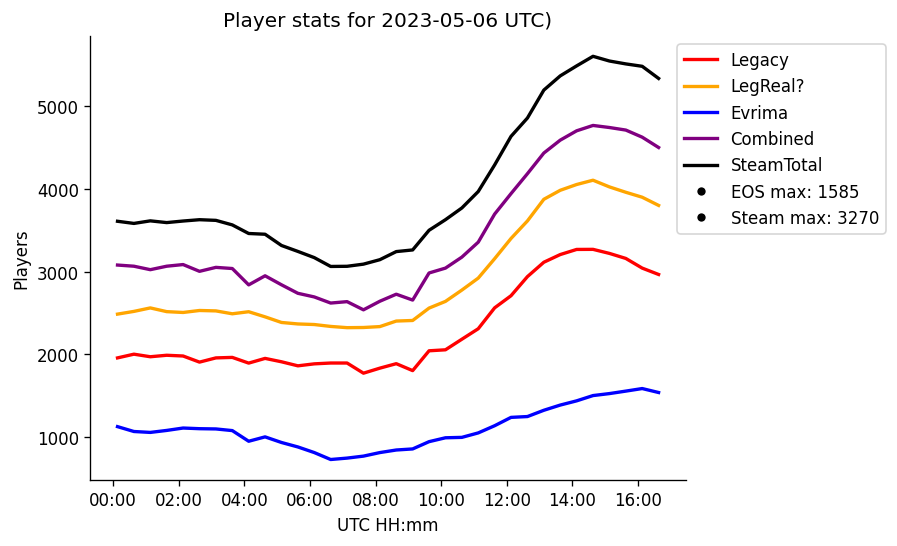 Player stats for 2023-05-06 UTC)
Legacy
LegReal?
Evrima
Combined
SteamTotal
EOS max: 1585
Steam max: 3270
Players
5000
4000
3000
2000
1000
00:00 02:00 04:00 06:00 08:00 10:00 12:00 14:00 16:00
UTC HH:mm